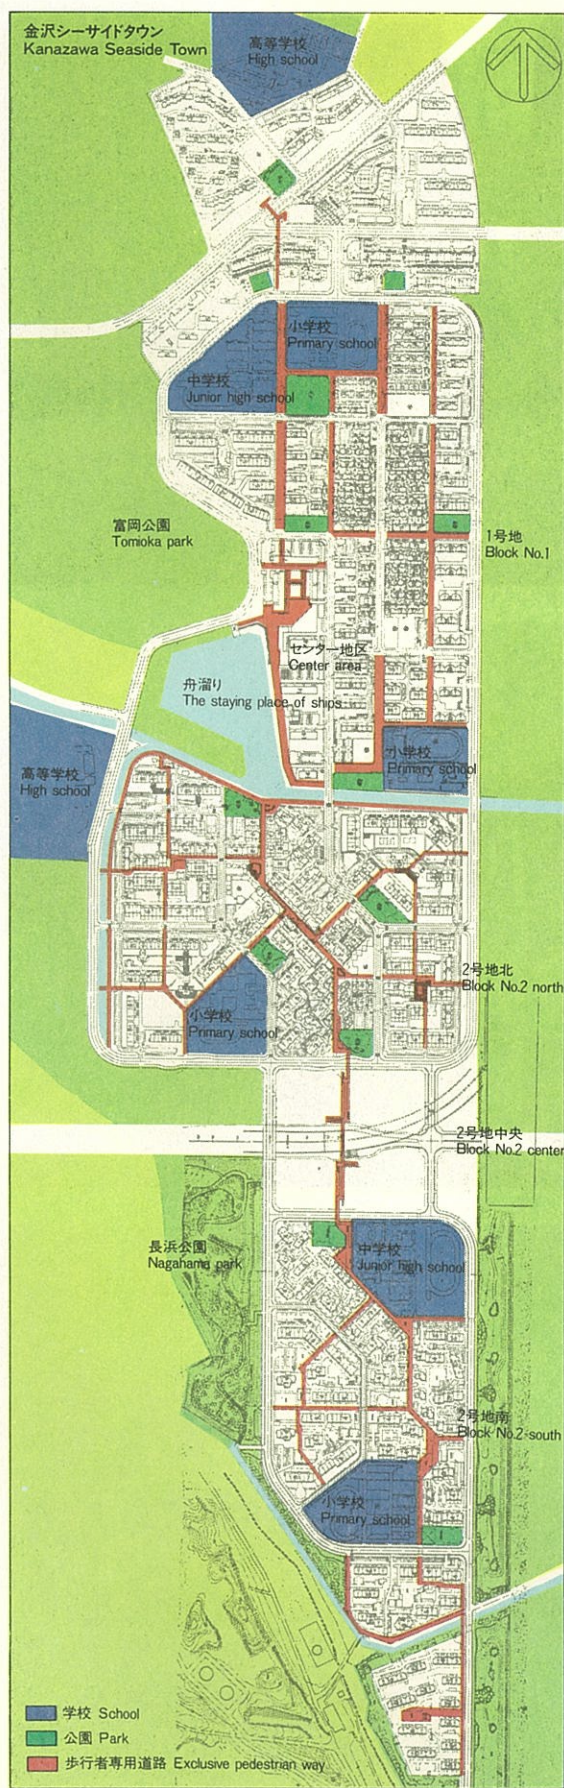 金沢シーサイドタウン
Kanazawa Seaside Town
高等学校
High school
小学校
Primary school
中学校
Junior high school
富岡公園
Tomioka park
1号地
Block No.1
センター地区
Center area
舟溜り
The staying place of ships
高等学校
High school
小学校
Primary school
2号地北
Block No.2 north
小学校
Primary school
2号地中央
Block No.2 center
長浜公園
Nagahama park
中学校
Junior high school
2号地南
Block No.2-south
小学校
Primary school
学校 School
公園 Park
歩行者専用道路 Exclusive pedestrian way